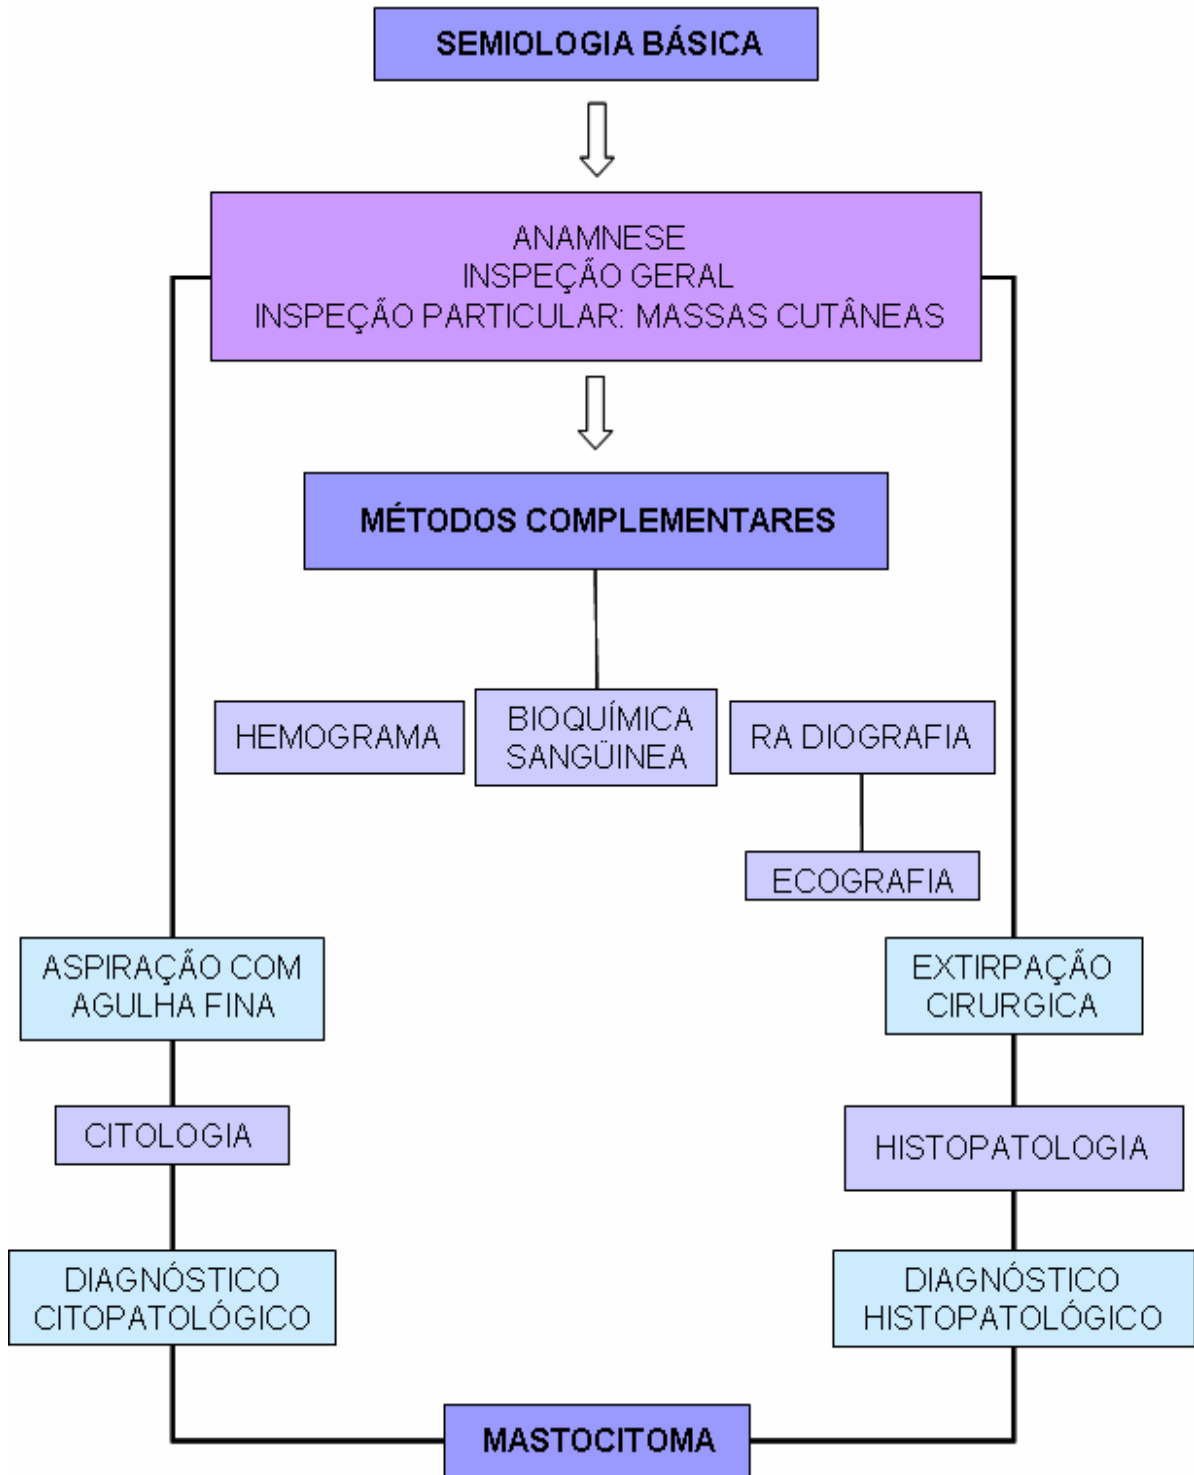 SEMIOLOGIA BÁSICA
ANAMNESE
INSPEÇÃO GERAL
INSPEÇÃO PARTICULAR: MASSAS CUTÂNEAS
MÉTODOS COMPLEMENTARES
HEMOGRAMA
BIOQUÍMICA
SANGÜINEA
RA DIOGRAFIA
ECOGRAFIA
ASPIRAÇÃO COM
AGULHA FINA
EXTIRPAÇÃO
CIRURGICA
CITOLOGIA
HISTOPATOLOGIA
DIAGNÓSTICO
CITOPATOLÓGICO
DIAGNÓSTICO
HISTOPATOLÓGICO
MASTOCITOMA